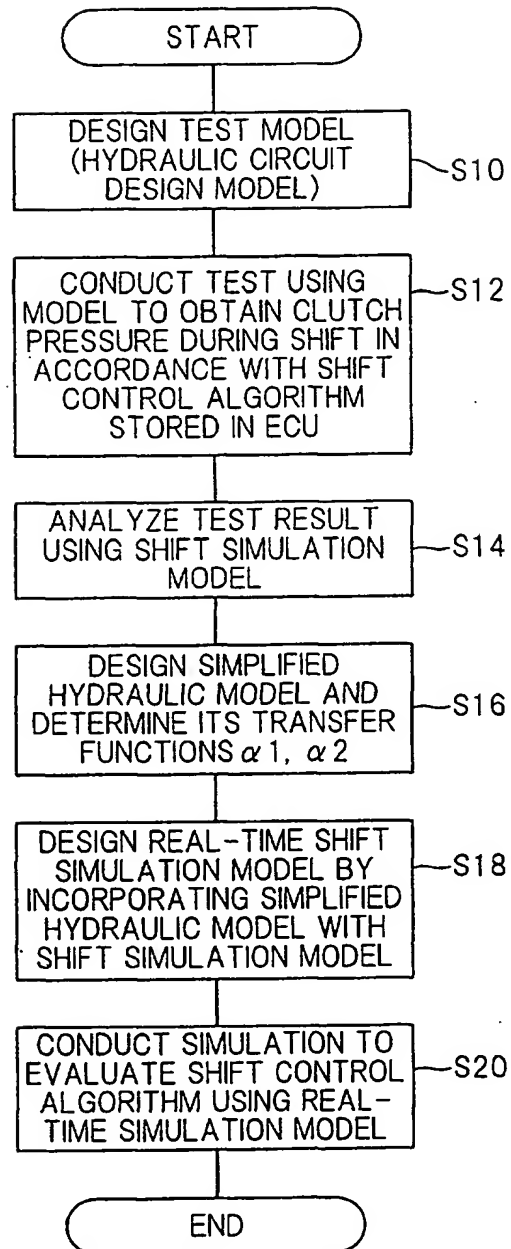 START
DESIGN TEST MODEL
(HYDRAULIC CIRCUIT
DESIGN MODEL)
S10
CONDUCT TEST USING
MODEL TO OBTAIN CLUTCH
PRESSURE DURING SHIFT IN
ACCORDANCE WITH SHIFT
CONTROL ALGORITHM
STORED IN ECU
S12
ANALYZE TEST RESULT
USING SHIFT SIMULATION
MODEL
S14
DESIGN SIMPLIFIED
HYDRAULIC MODEL AND
DETERMINE ITS TRANSFER
FUNCTIONS α1, α2
S16
DESIGN REAL-TIME SHIFT
SIMULATION MODEL BY
INCORPORATING SIMPLIFIED
HYDRAULIC MODEL WITH
SHIFT SIMULATION MODEL
S18
CONDUCT SIMULATION TO
EVALUATE SHIFT CONTROL
ALGORITHM USING REAL-
TIME SIMULATION MODEL
S20
END